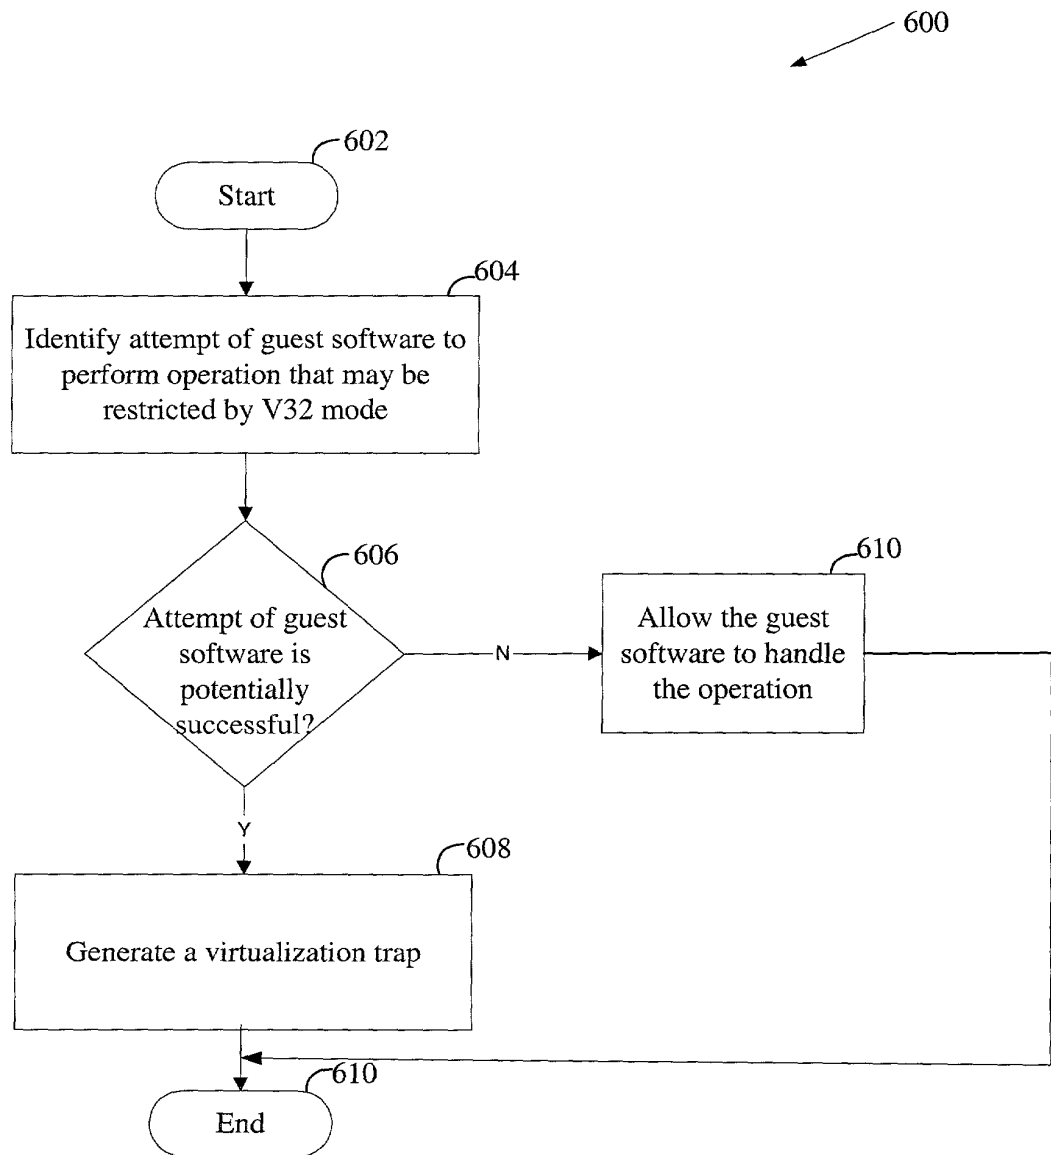 600
602
Start
604
Identify attempt of guest software to
perform operation that may be
restricted by V32 mode
606
Attempt of guest
software is
potentially
successful?
N
610
Allow the guest
software to handle
the operation
Y
608
Generate a virtualization trap
610
End